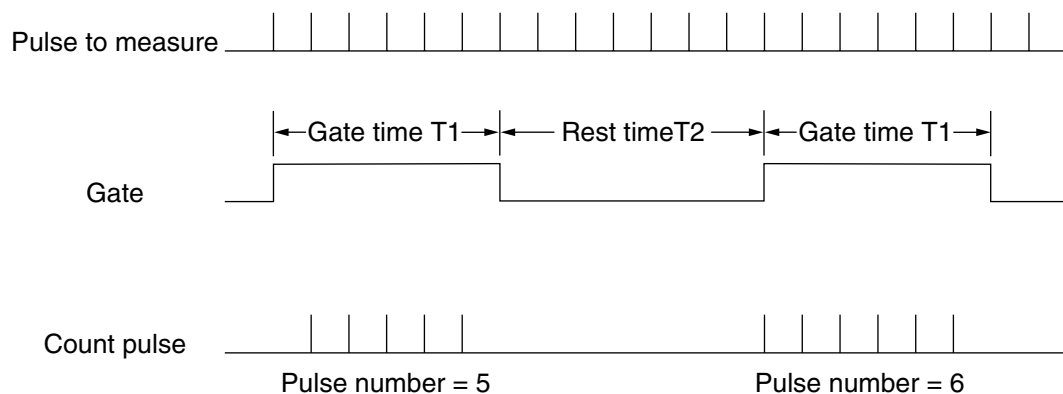 Pulse to measure
Gate time T1
Rest timeT2
Gate time T1
Gate
Count pulse
Pulse number = 5
Pulse number = 6